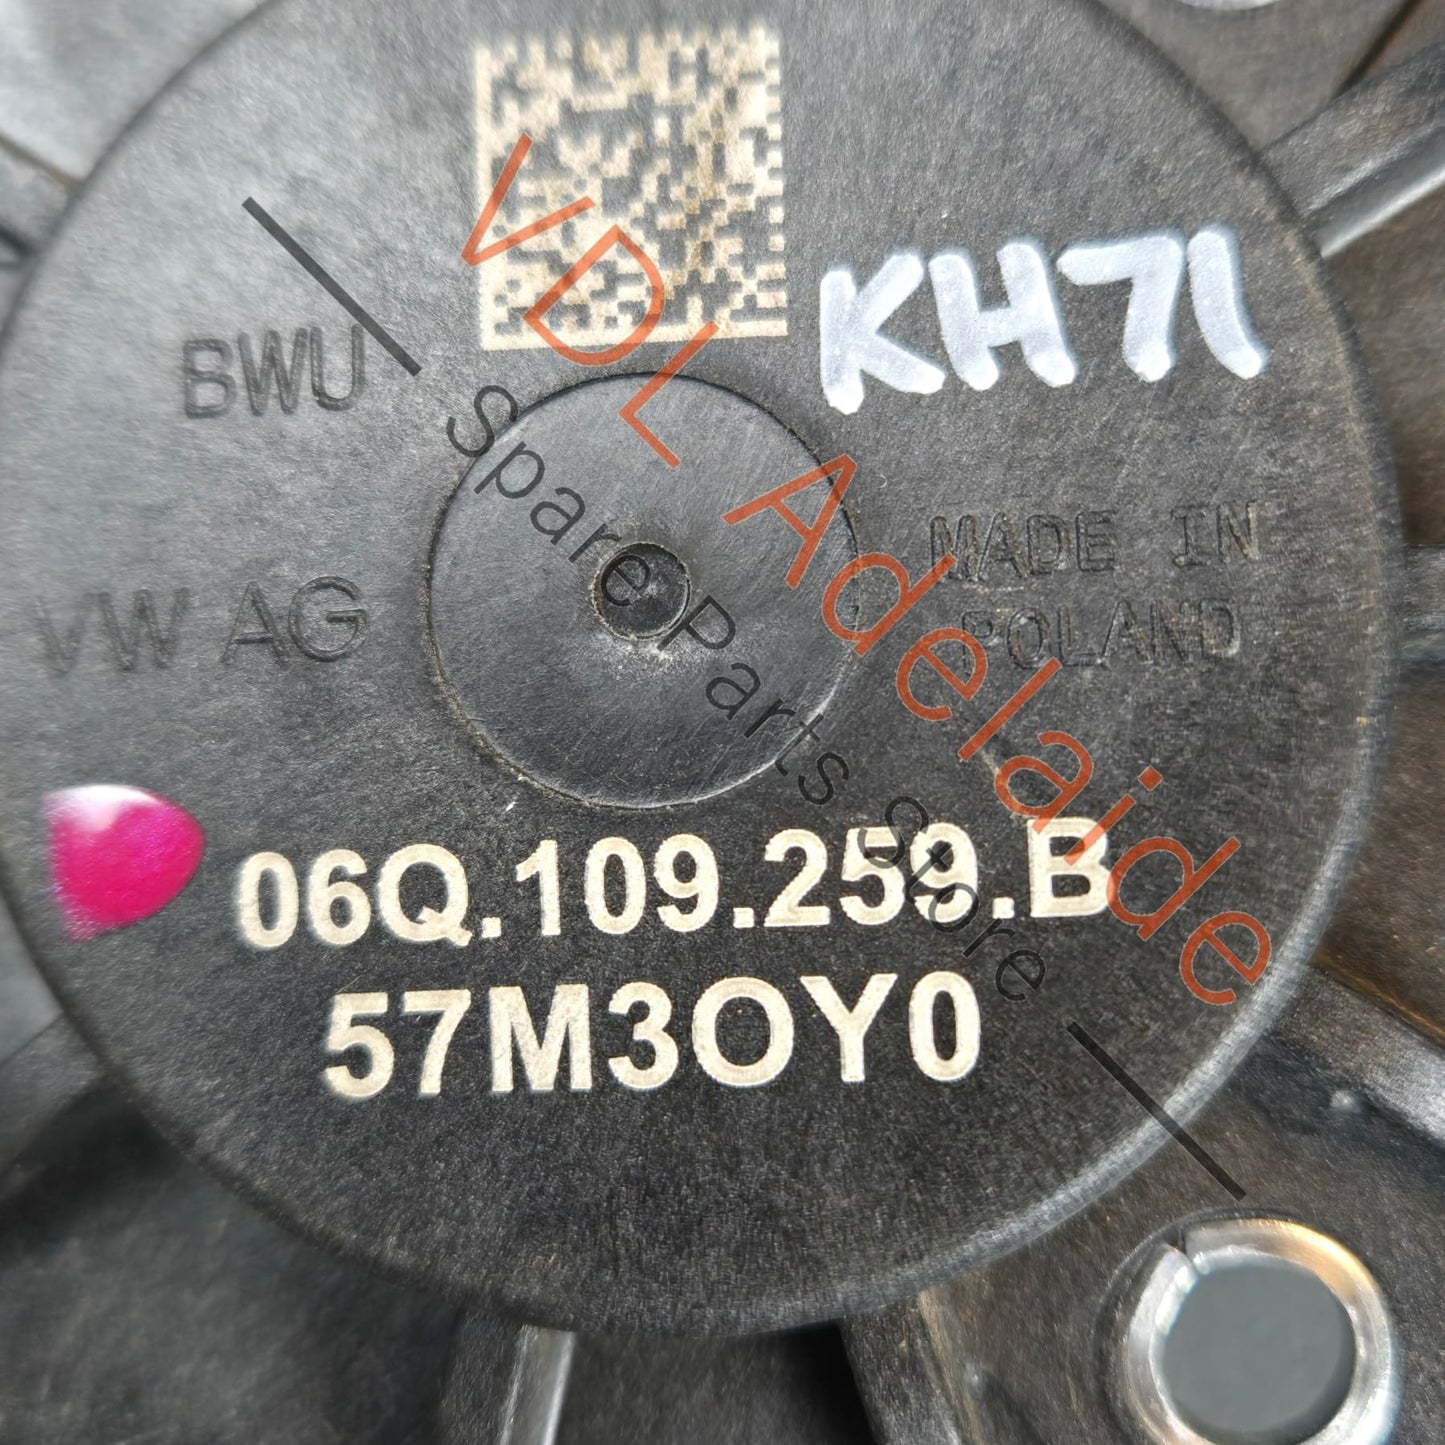 KH71
BWU
VW AG
MADE IN
POLAND
06Q.109.259.B
57M3OY0
VDL Adelaide
Spare Parts Store